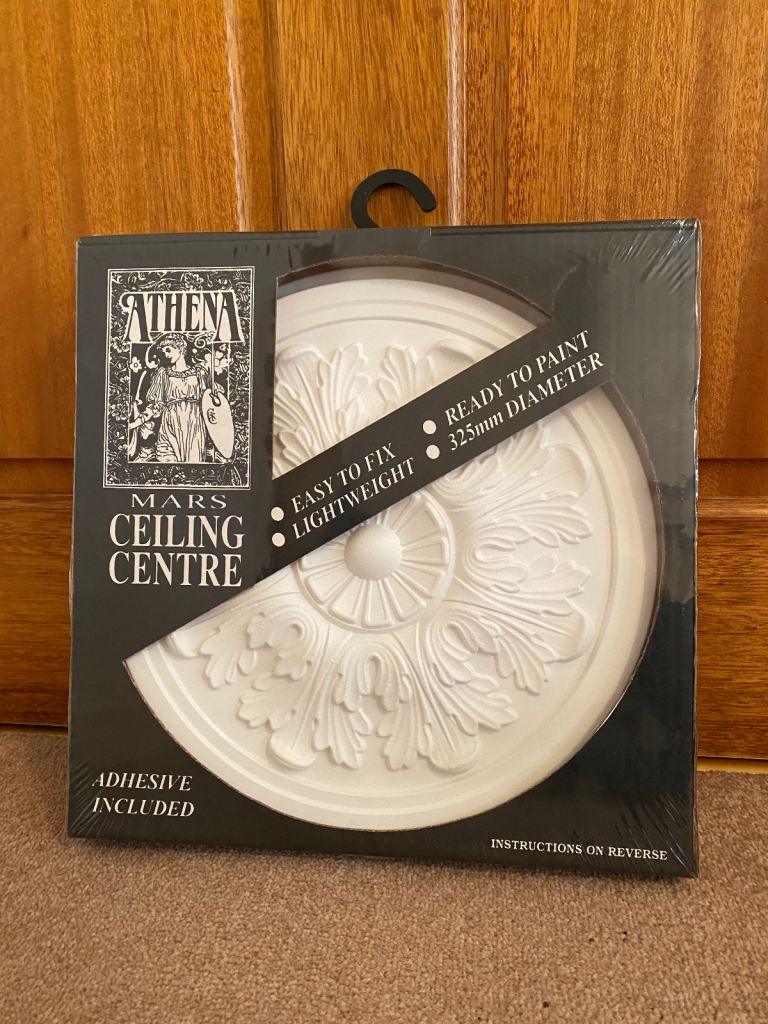 ATHENA
MARS
CEILING
CENTRE
EASY TO FIX
LIGHTWEIGHT
READY TO PAINT
325mm DIAMETER
ADHESIVE
INCLUDED
INSTRUCTIONS ON REVERSE